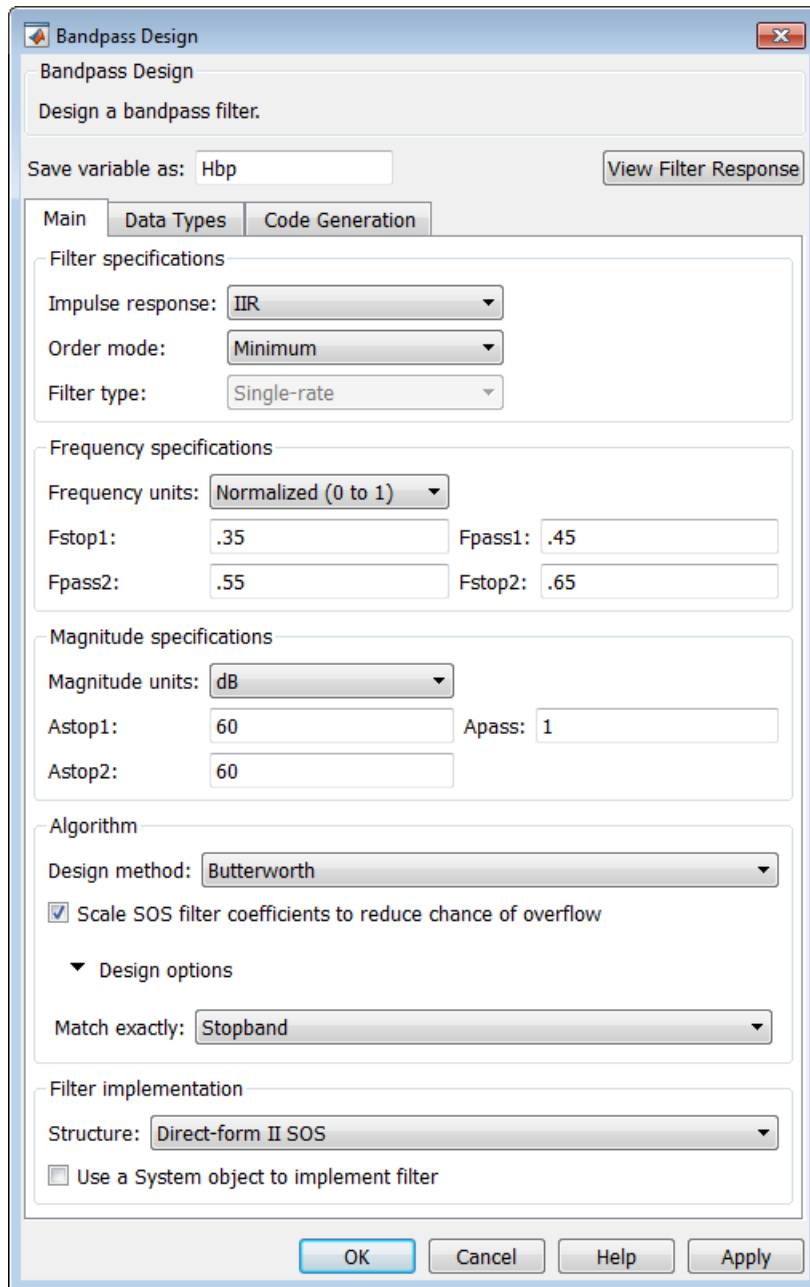 Bandpass Design
Bandpass Design
Design a bandpass filter.
Save variable as: Hbp View Filter Response
Main Data Types Code Generation
Filter specifications
Impulse response: IIR
Order mode: Minimum
Filter type: Single-rate
Frequency specifications
Frequency units: Normalized (0 to 1)
Fstop1: .35 Fpass1: .45
Fpass2: .55 Fstop2: .65
Magnitude specifications
Magnitude units: dB
Astop1: 60 Apass: 1
Astop2: 60
Algorithm
Design method: Butterworth
Scale SOS filter coefficients to reduce chance of overflow
Design options
Match exactly: Stopband
Filter implementation
Structure: Direct-form II SOS
Use a System object to implement filter
OK Cancel Help Apply